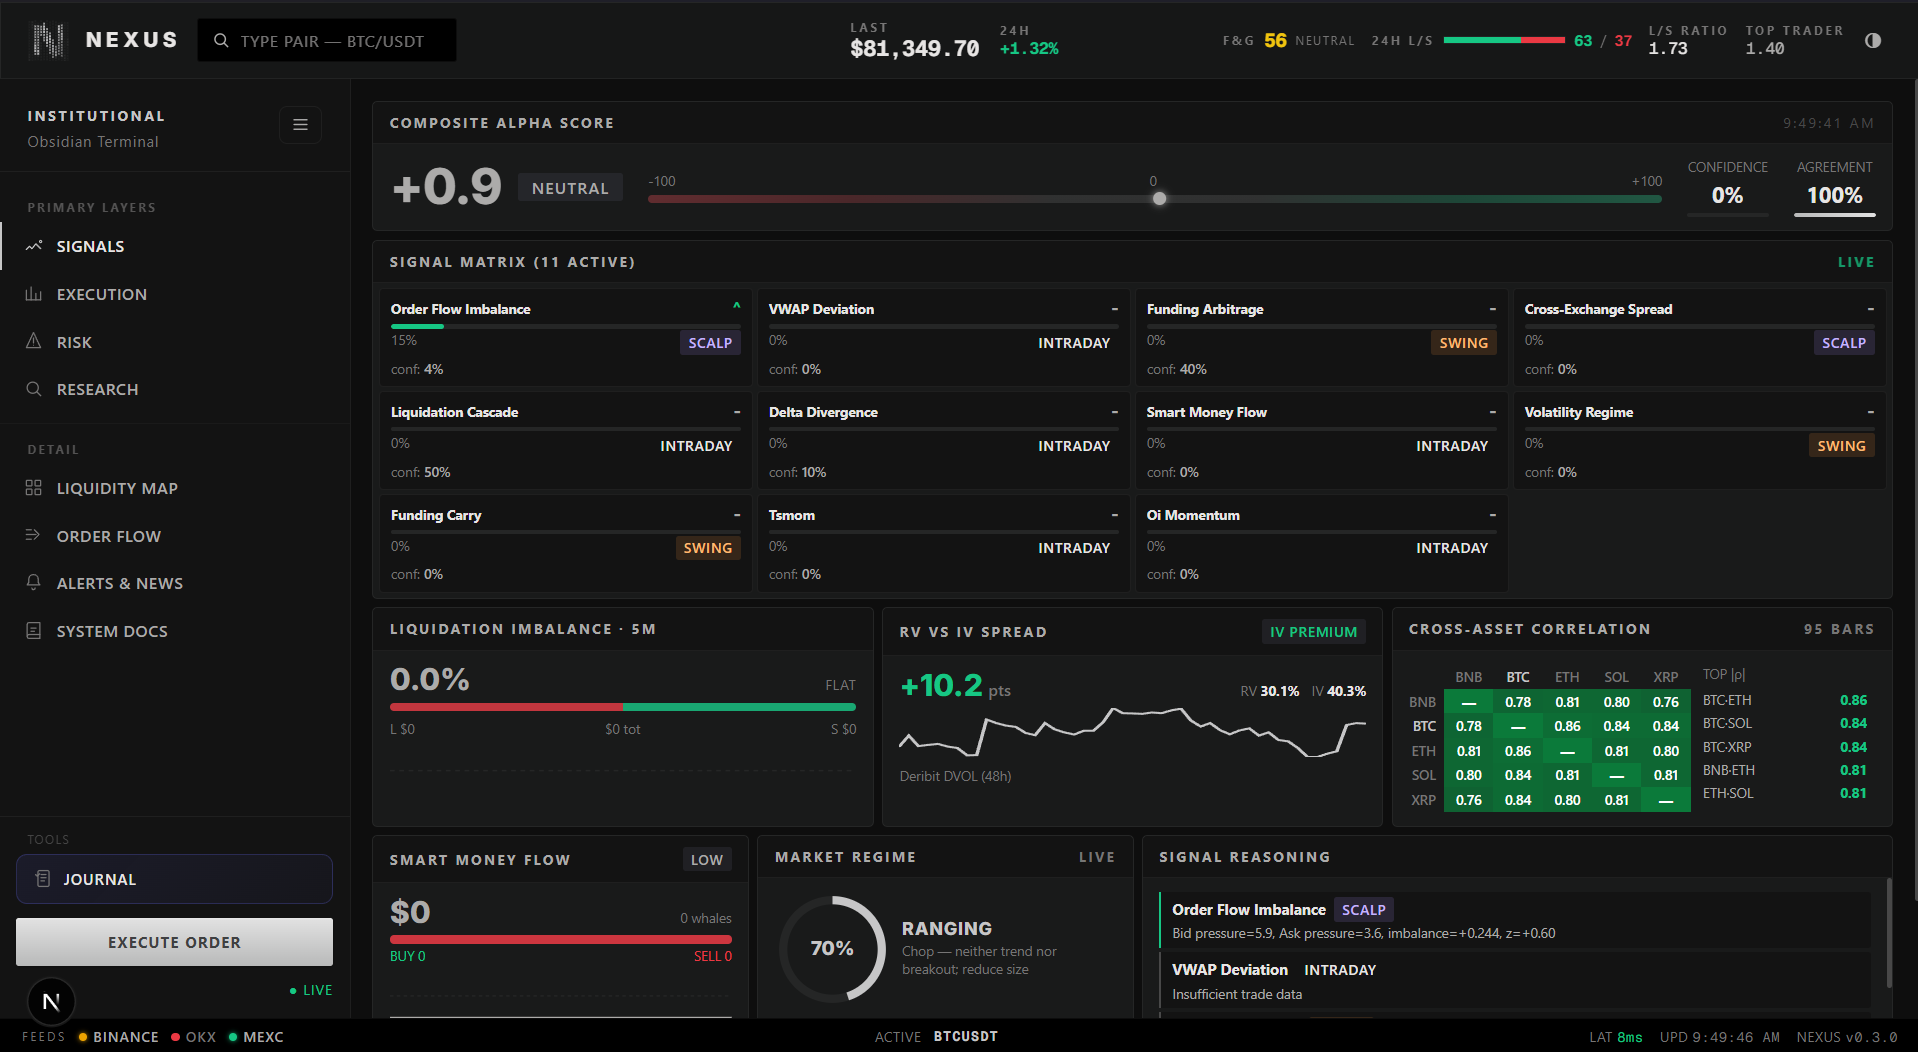 NEXUS
TYPE PAIR — BTC/USDT
LAST
$81,349.70
24H
+1.32%
F&G 56 NEUTRAL
24H L/S 63 / 37
L/S RATIO
1.73
TOP TRADER
1.40
INSTITUTIONAL
Obsidian Terminal
PRIMARY LAYERS
SIGNALS
EXECUTION
RISK
RESEARCH
DETAIL
LIQUIDITY MAP
ORDER FLOW
ALERTS & NEWS
SYSTEM DOCS
TOOLS
JOURNAL
EXECUTE ORDER
N
LIVE
COMPOSITE ALPHA SCORE
9:49:41 AM
+0.9 NEUTRAL
-100 0 +100
CONFIDENCE
0%
AGREEMENT
100%
SIGNAL MATRIX (11 ACTIVE)
LIVE
Order Flow Imbalance ^
15% SCALP
conf: 4%
VWAP Deviation –
0% INTRADAY
conf: 0%
Funding Arbitrage –
0% SWING
conf: 40%
Cross-Exchange Spread –
0% SCALP
conf: 0%
Liquidation Cascade –
0% INTRADAY
conf: 50%
Delta Divergence –
0% INTRADAY
conf: 10%
Smart Money Flow –
0% INTRADAY
conf: 0%
Volatility Regime –
0% SWING
conf: 0%
Funding Carry –
0% SWING
conf: 0%
Tsmom –
0% INTRADAY
conf: 0%
Oi Momentum –
0% INTRADAY
conf: 0%
LIQUIDATION IMBALANCE · 5M
0.0% FLAT
L $0 $0 tot S $0
RV VS IV SPREAD IV PREMIUM
+10.2 pts RV 30.1% IV 40.3%
Deribit DVOL (48h)
CROSS-ASSET CORRELATION 95 BARS
BNB BTC ETH SOL XRP
BNB — 0.78 0.81 0.80 0.76
BTC 0.78 — 0.86 0.84 0.84
ETH 0.81 0.86 — 0.81 0.80
SOL 0.80 0.84 0.81 — 0.81
XRP 0.76 0.84 0.80 0.81 —
TOP |ρ|
BTC·ETH 0.86
BTC·SOL 0.84
BTC·XRP 0.84
BNB·ETH 0.81
ETH·SOL 0.81
SMART MONEY FLOW LOW
$0 0 whales
BUY 0 SELL 0
MARKET REGIME LIVE
70%
RANGING
Chop — neither trend nor
breakout; reduce size
SIGNAL REASONING
Order Flow Imbalance SCALP
Bid pressure=5.9, Ask pressure=3.6, imbalance=+0.244, z=+0.60
VWAP Deviation INTRADAY
Insufficient trade data
FEEDS BINANCE OKX MEXC
ACTIVE BTCUSDT
LAT 8ms UPD 9:49:46 AM NEXUS v0.3.0